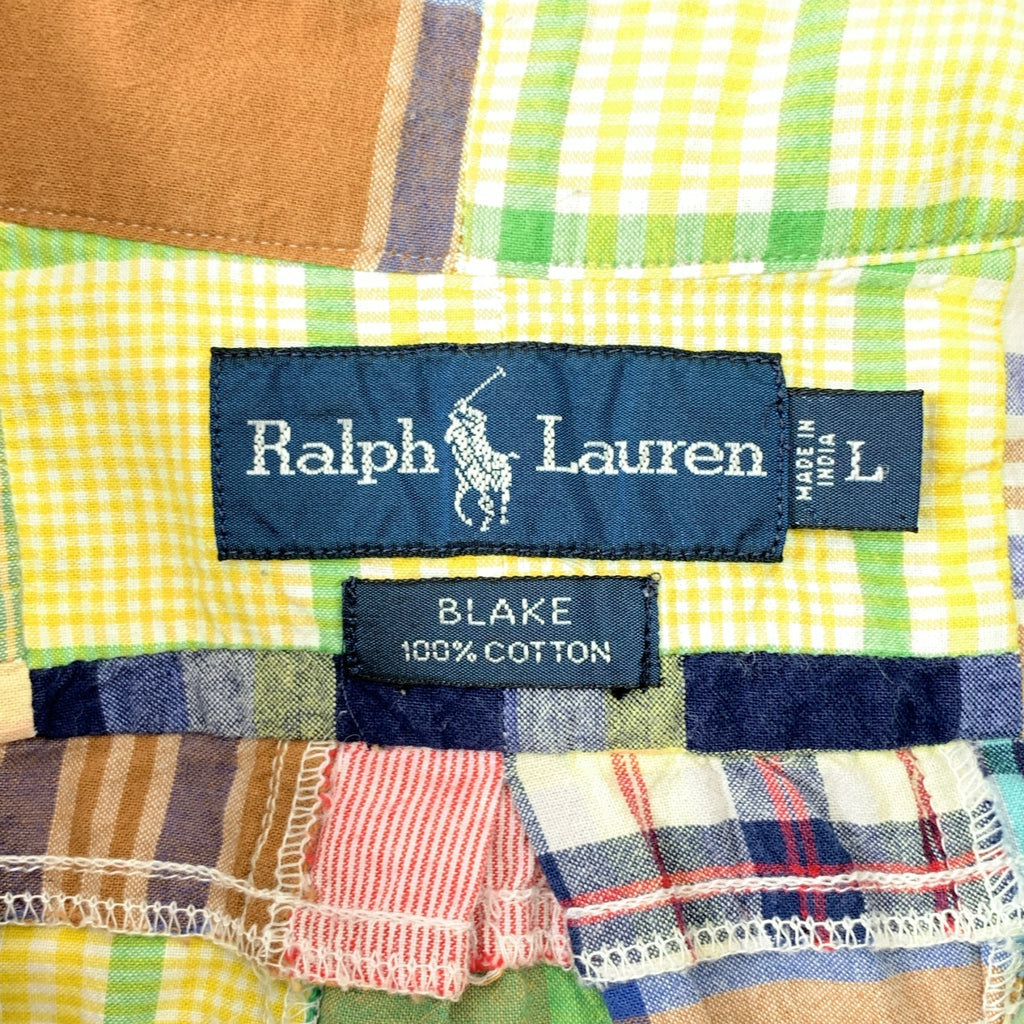 Ralph Lauren
MADE IN
INDIA
L
BLAKE
100% COTTON